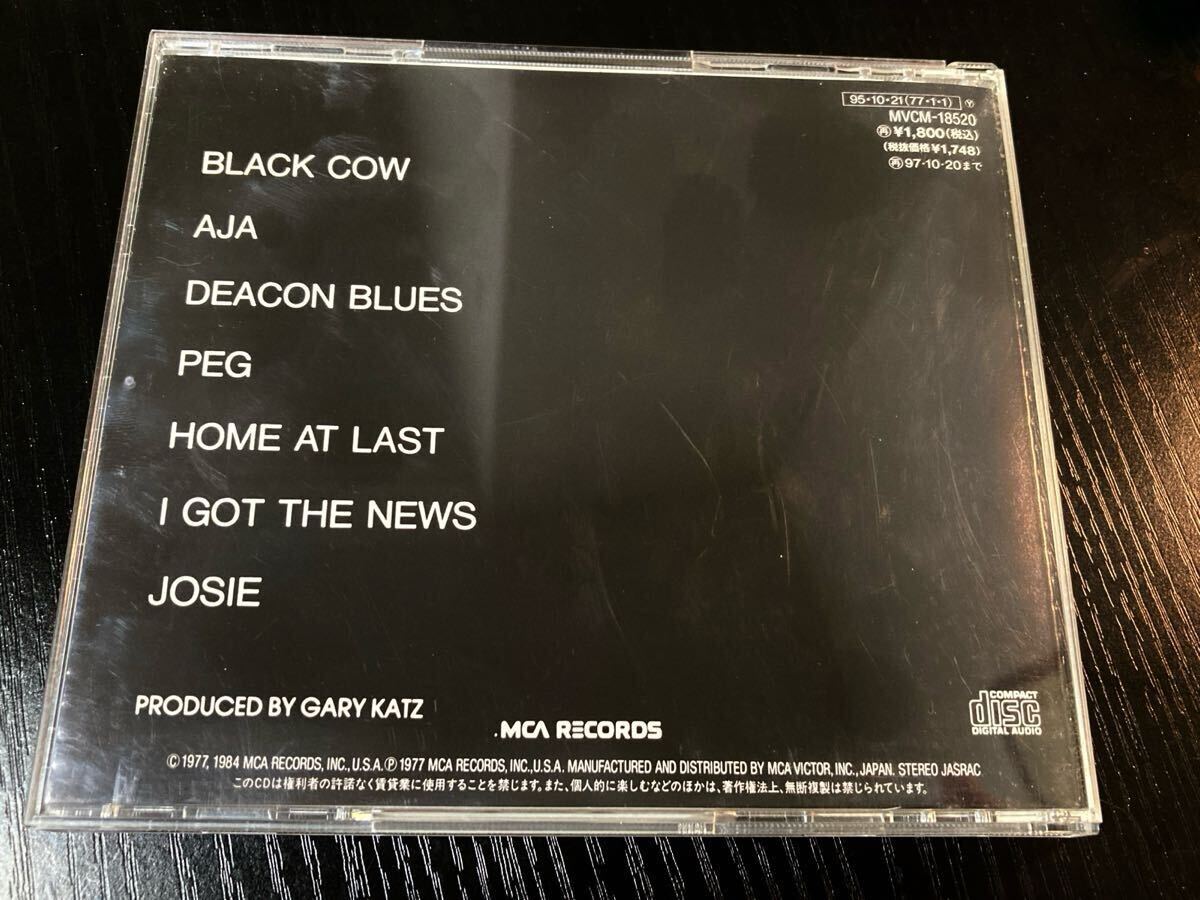 95·10·21(77·1·1) Ⓨ
MVCM-18520
㊢¥1,800(税込)
(税抜価格¥1,748)
㊢97·10·20まで
BLACK COW
AJA
DEACON BLUES
PEG
HOME AT LAST
I GOT THE NEWS
JOSIE
PRODUCED BY GARY KATZ
.MCA RECORDS
COMPACT
disc
DIGITAL AUDIO
©1977, 1984 MCA RECORDS, INC., U.S.A. ℗ 1977 MCA RECORDS, INC., U.S.A. MANUFACTURED AND DISTRIBUTED BY MCA VICTOR, INC., JAPAN. STEREO JASRAC
このCDは権利者の許諾なく賃貸業に使用することを禁じます。また、個人的に楽しむなどのほかは、著作権法上、無断複製は禁じられています。